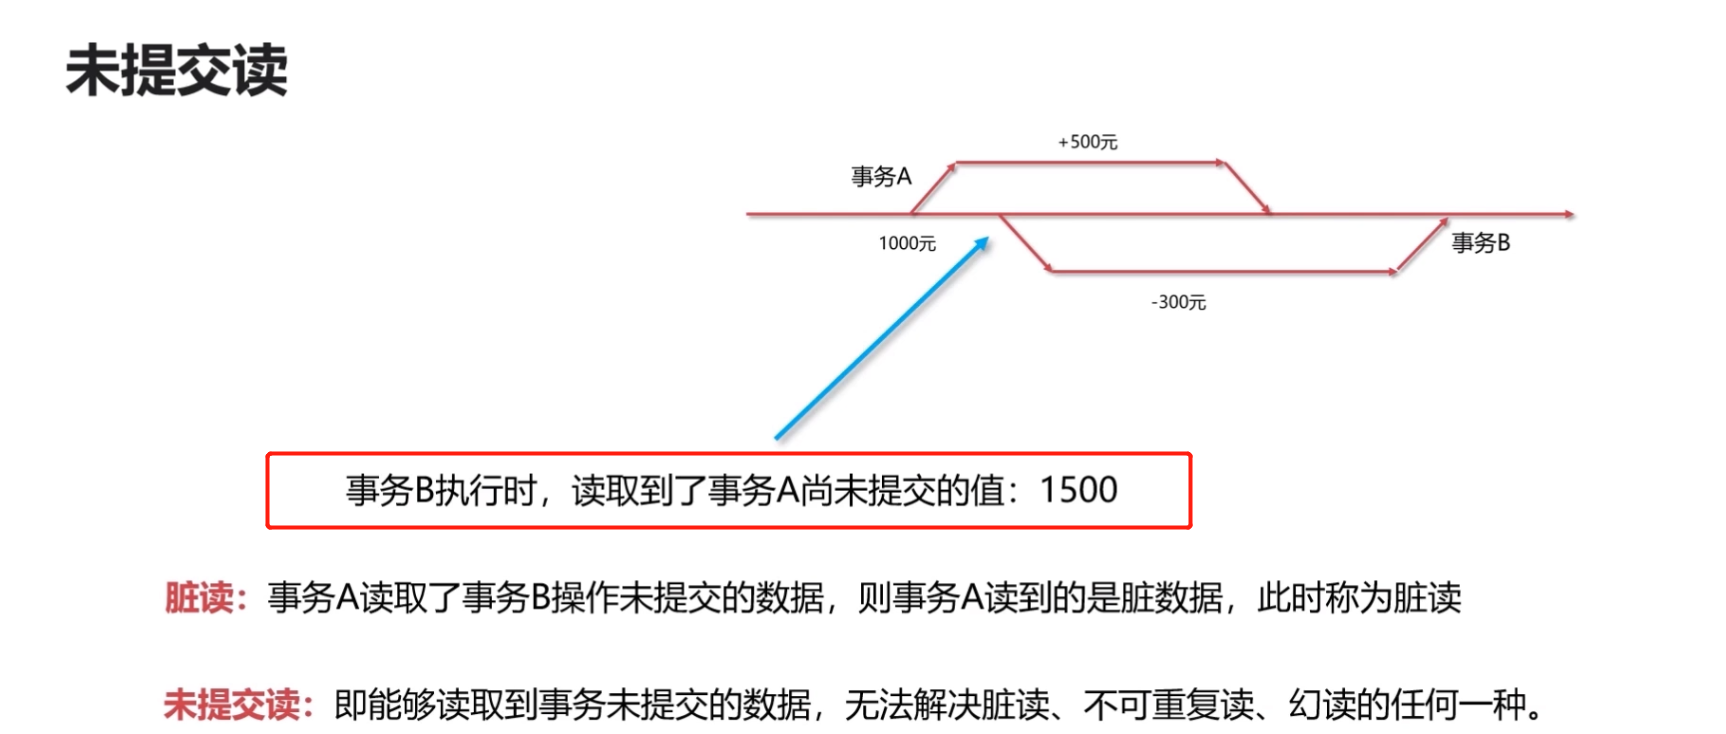 未提交读
+500元
事务A
1000元
事务B
-300元
事务B执行时，读取到了事务A尚未提交的值：1500
脏读：事务A读取了事务B操作未提交的数据，则事务A读到的是脏数据，此时称为脏读
未提交读：即能够读取到事务未提交的数据，无法解决脏读、不可重复读、幻读的任何一种。